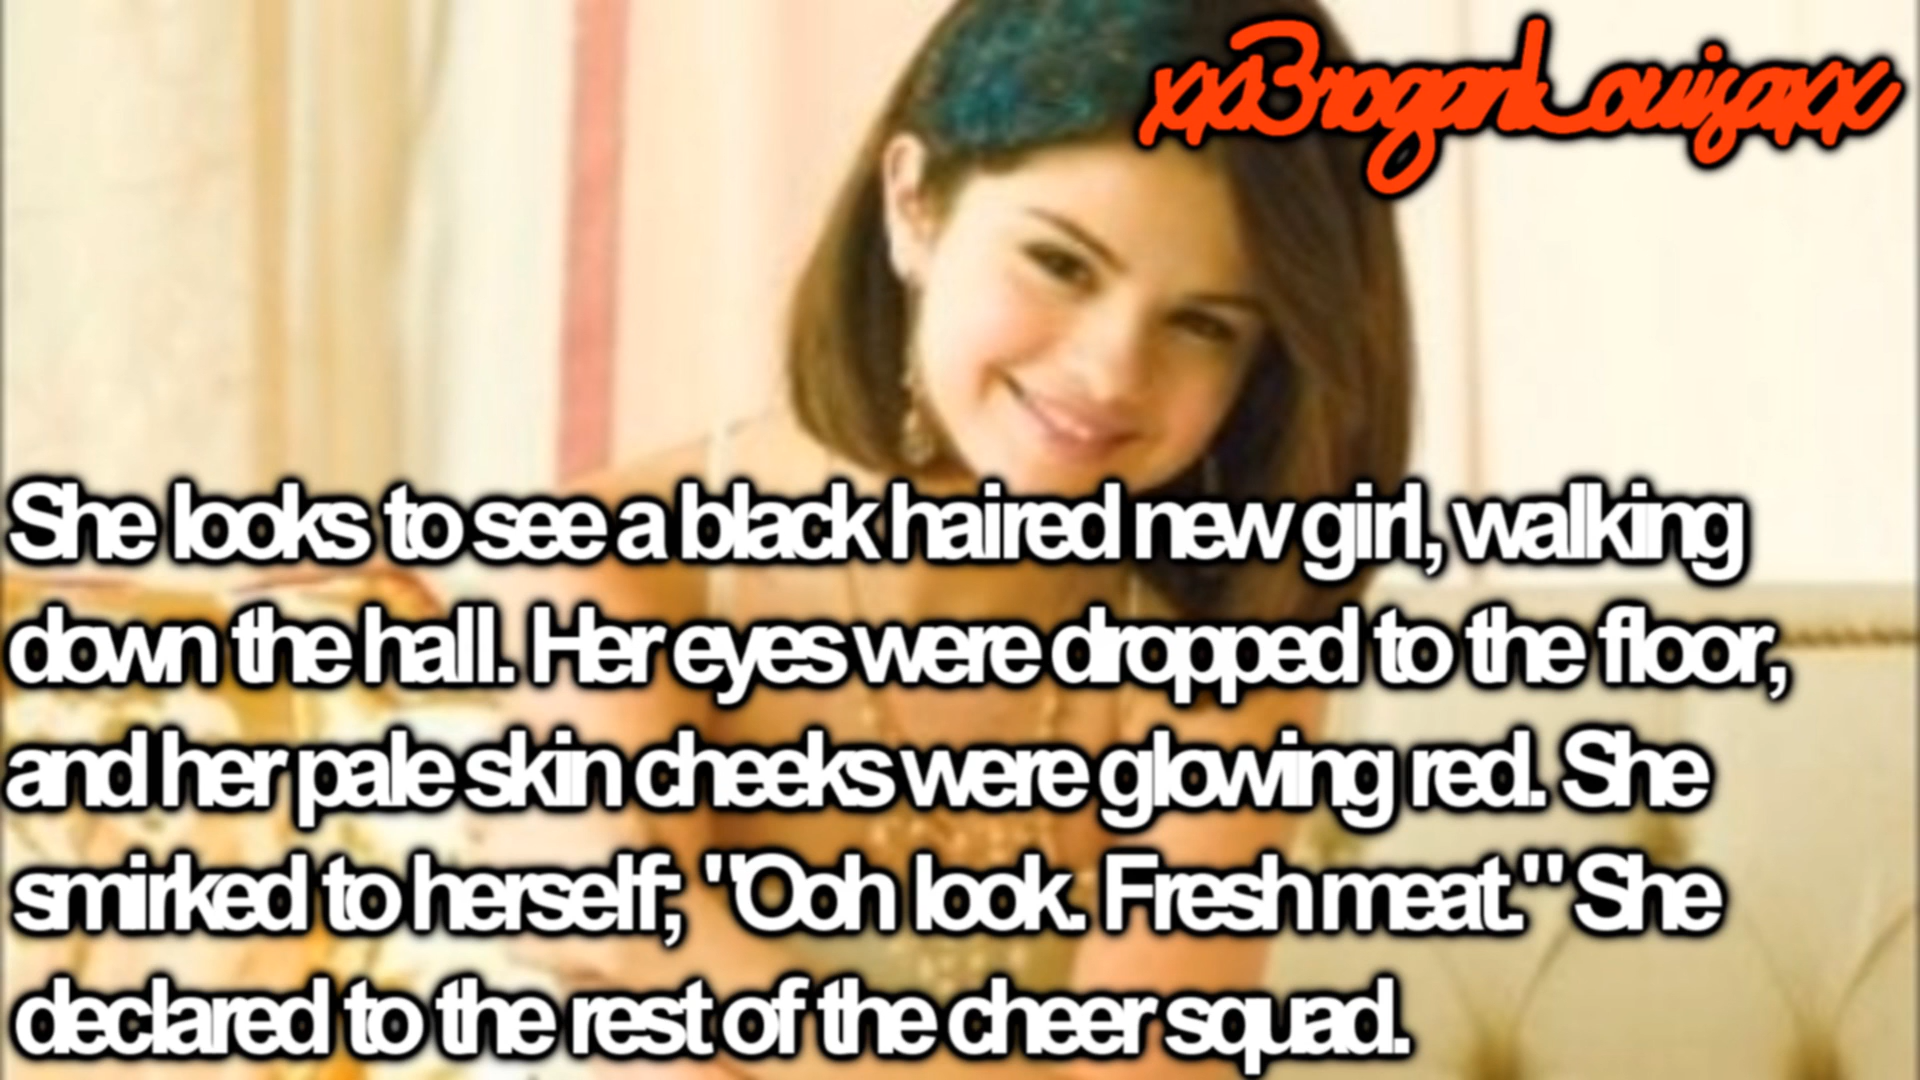 xxBroganLouisaxx
She looks to see a black haired new girl, walking
down the hall. Her eyes were dropped to the floor,
and her pale skin cheeks were glowing red. She
smirked to herself; "Ooh look. Fresh meat." She
declared to the rest of the cheer squad.